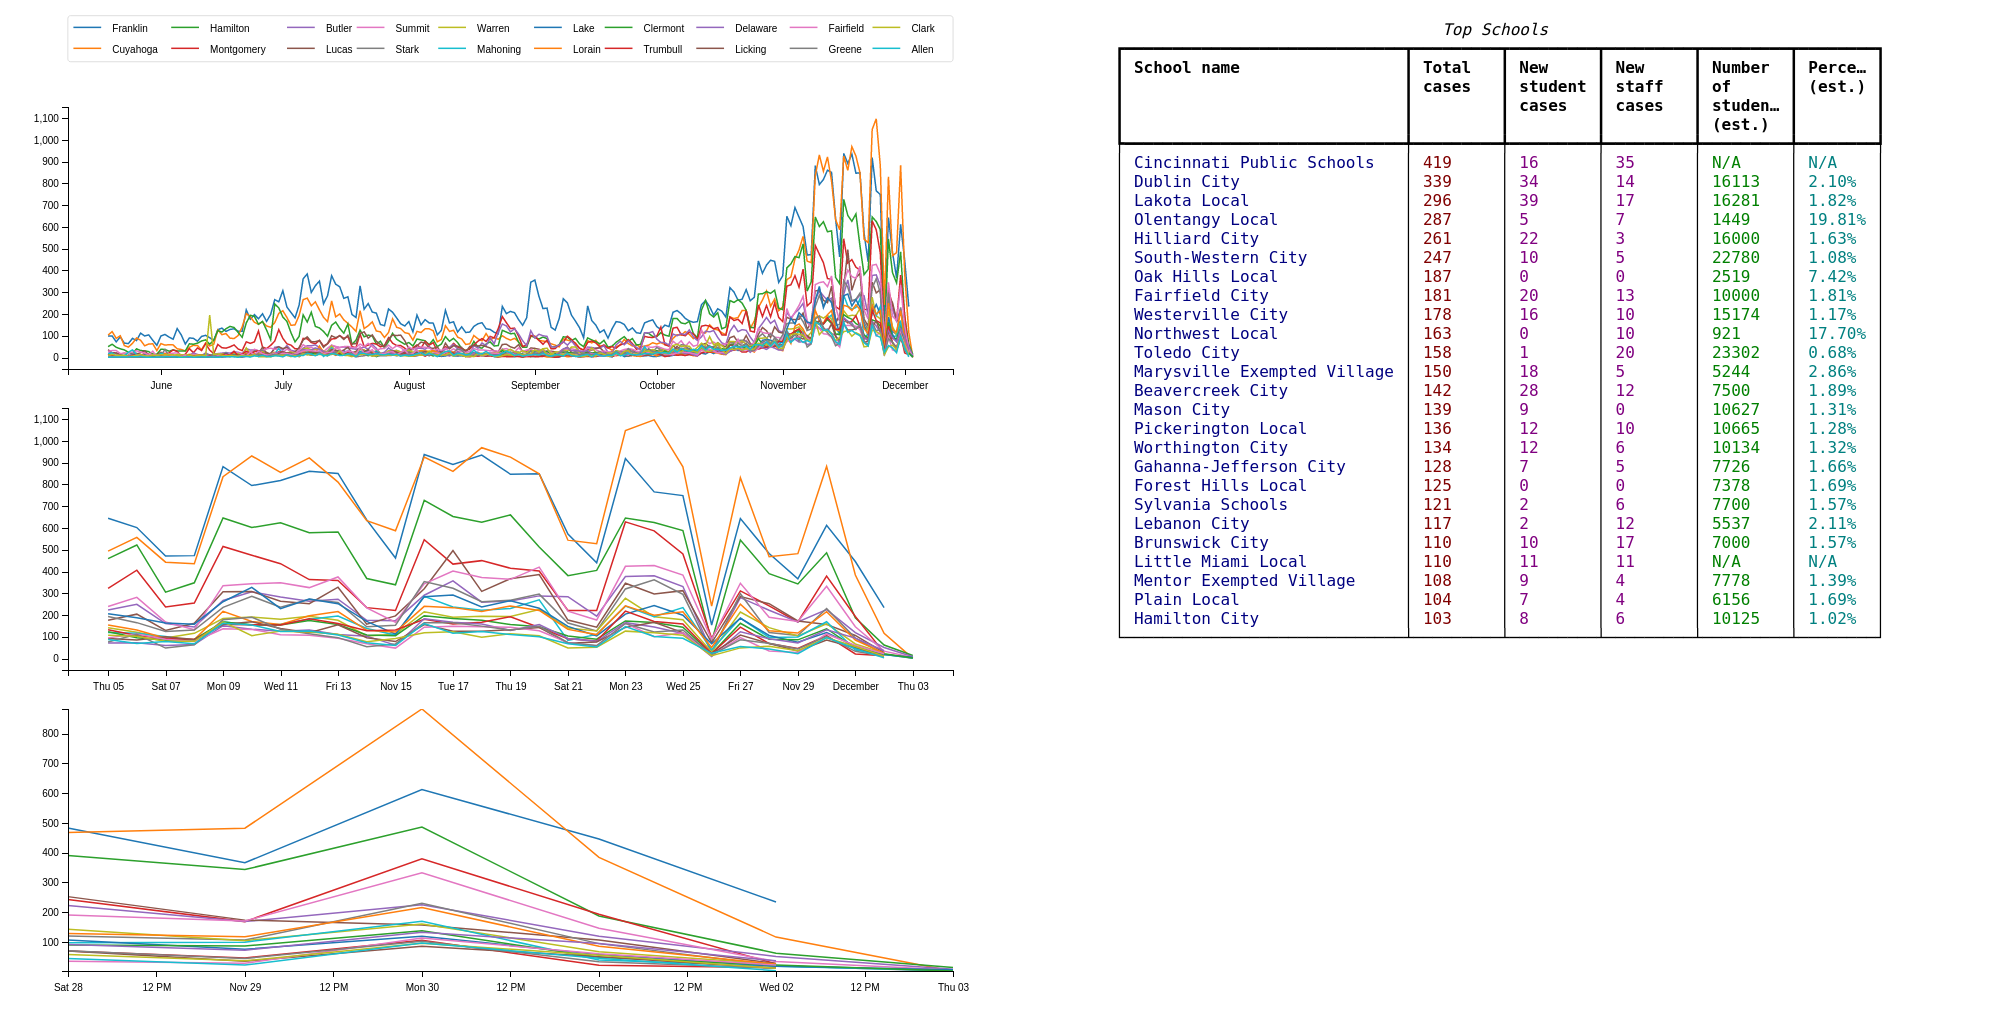 Franklin Hamilton Butler Summit Warren Lake Clermont Delaware Fairfield Clark
Cuyahoga Montgomery Lucas Stark Mahoning Lorain Trumbull Licking Greene Allen
1,100
1,000
900
800
700
600
500
400
300
200
100
0
June July August September October November December
1,100
1,000
900
800
700
600
500
400
300
200
100
0
Thu 05 Sat 07 Mon 09 Wed 11 Fri 13 Nov 15 Tue 17 Thu 19 Sat 21 Mon 23 Wed 25 Fri 27 Nov 29 December Thu 03
800
700
600
500
400
300
200
100
Sat 28 12 PM Nov 29 12 PM Mon 30 12 PM December 12 PM Wed 02 12 PM Thu 03
Top Schools
School name Total New New Number Perce…
cases student staff of (est.)
cases cases studen…
(est.)
Cincinnati Public Schools 419 16 35 N/A N/A
Dublin City 339 34 14 16113 2.10%
Lakota Local 296 39 17 16281 1.82%
Olentangy Local 287 5 7 1449 19.81%
Hilliard City 261 22 3 16000 1.63%
South-Western City 247 10 5 22780 1.08%
Oak Hills Local 187 0 0 2519 7.42%
Fairfield City 181 20 13 10000 1.81%
Westerville City 178 16 10 15174 1.17%
Northwest Local 163 0 10 921 17.70%
Toledo City 158 1 20 23302 0.68%
Marysville Exempted Village 150 18 5 5244 2.86%
Beavercreek City 142 28 12 7500 1.89%
Mason City 139 9 0 10627 1.31%
Pickerington Local 136 12 10 10665 1.28%
Worthington City 134 12 6 10134 1.32%
Gahanna-Jefferson City 128 7 5 7726 1.66%
Forest Hills Local 125 0 0 7378 1.69%
Sylvania Schools 121 2 6 7700 1.57%
Lebanon City 117 2 12 5537 2.11%
Brunswick City 110 10 17 7000 1.57%
Little Miami Local 110 11 11 N/A N/A
Mentor Exempted Village 108 9 4 7778 1.39%
Plain Local 104 7 4 6156 1.69%
Hamilton City 103 8 6 10125 1.02%